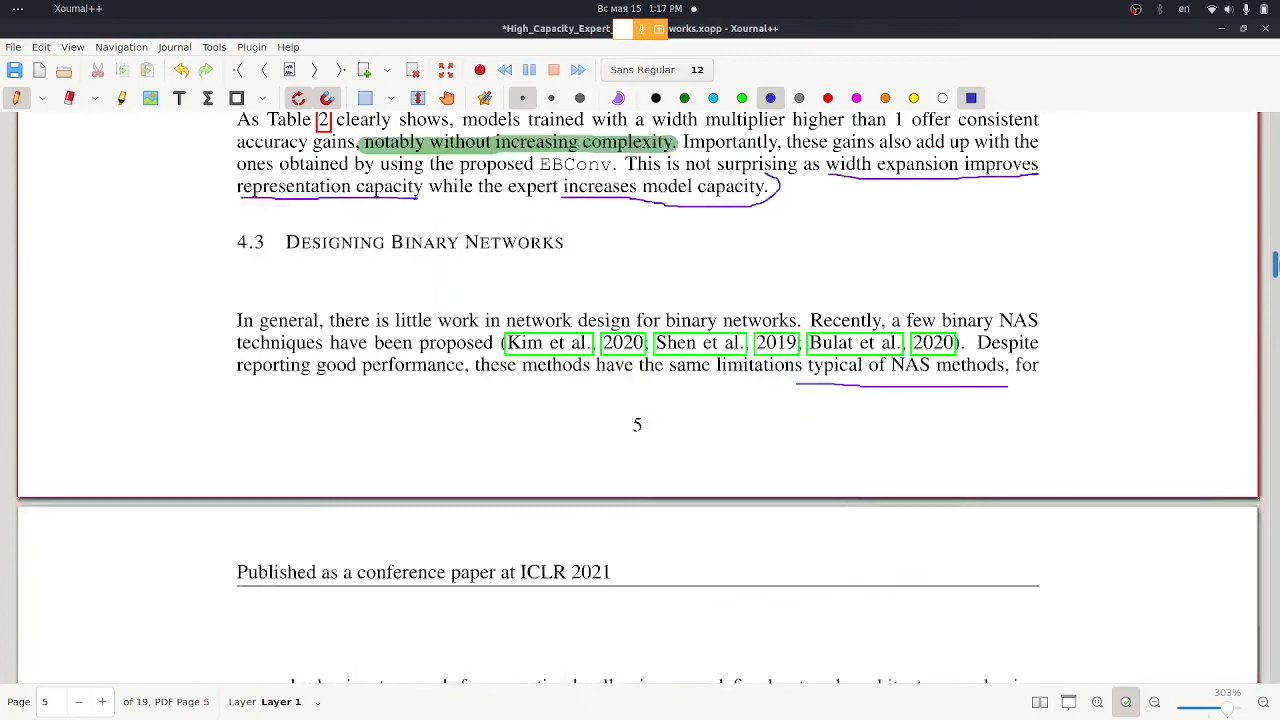 Xournal++
Вс мая 15 1:17 PM
en
*High_Capacity_Expert_
works.xopp - Xournal++
File Edit View Navigation Journal Tools Plugin Help
Sans Regular 12
As Table 2 clearly shows, models trained with a width multiplier higher than 1 offer consistent
accuracy gains, notably without increasing complexity. Importantly, these gains also add up with the
ones obtained by using the proposed EBConv. This is not surprising as width expansion improves
representation capacity while the expert increases model capacity.
4.3 DESIGNING BINARY NETWORKS
In general, there is little work in network design for binary networks. Recently, a few binary NAS
techniques have been proposed (Kim et al., 2020; Shen et al., 2019; Bulat et al., 2020). Despite
reporting good performance, these methods have the same limitations typical of NAS methods, for
5
Published as a conference paper at ICLR 2021
Page 5 of 19, PDF Page 5 Layer Layer 1
303%